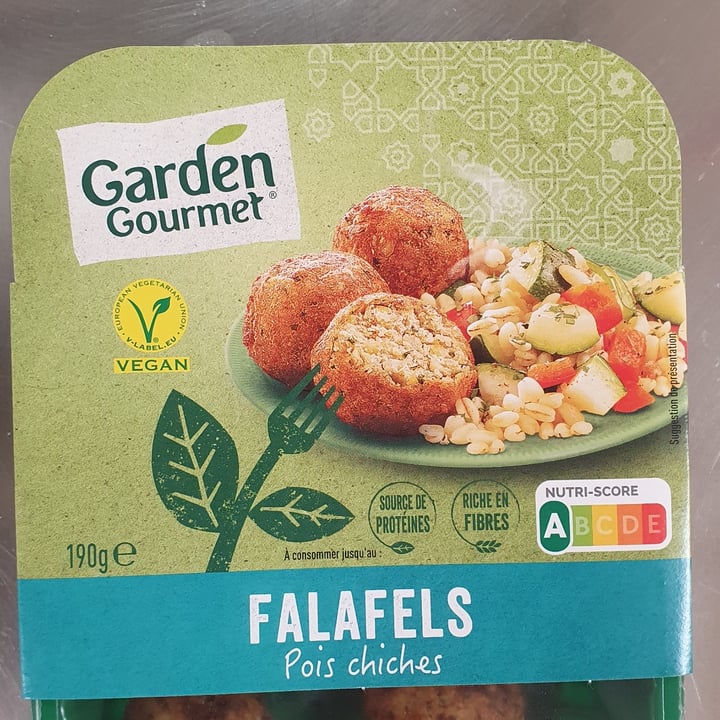 Garden
Gourmet®
EUROPEAN VEGETARIAN UNION
V-LABEL.EU
VEGAN
Suggestion de présentation
SOURCE DE
PROTÉINES
RICHE EN
FIBRES
NUTRI-SCORE
A B C D E
190g e
À consommer jusqu'au :
FALAFELS
Pois chiches